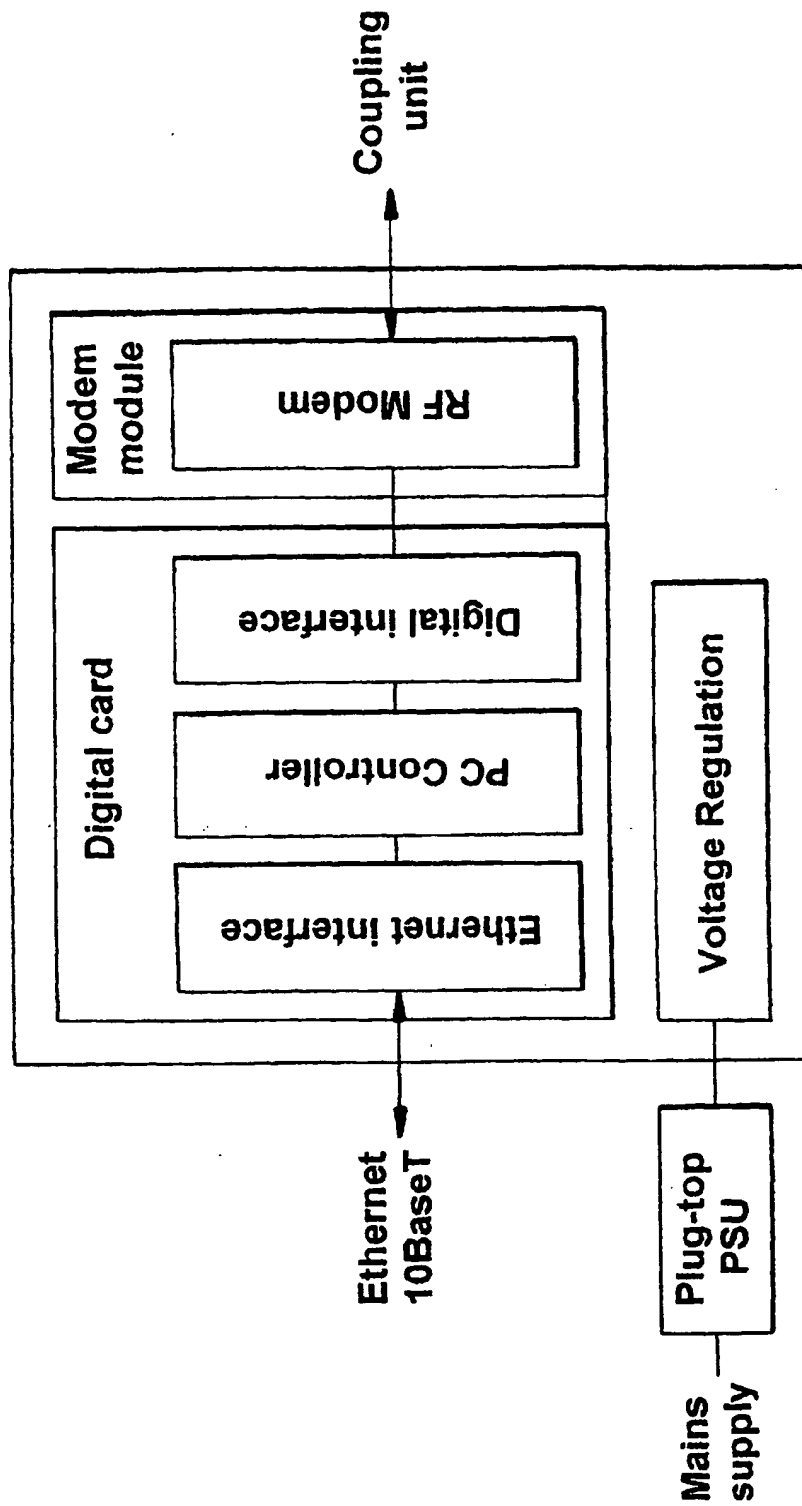 Digital card
Modem
module
Ethernet interface
PC Controller
Digital interface
RF Modem
Ethernet
10BaseT
Coupling
unit
Mains
supply
Plug-top
PSU
Voltage Regulation